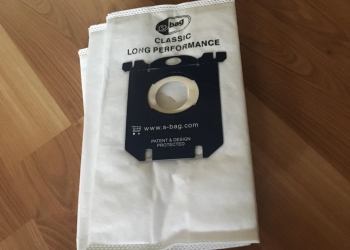 s-bag
CLASSIC
LONG PERFORMANCE
www.s-bag.com
PATENT & DESIGN
PROTECTED